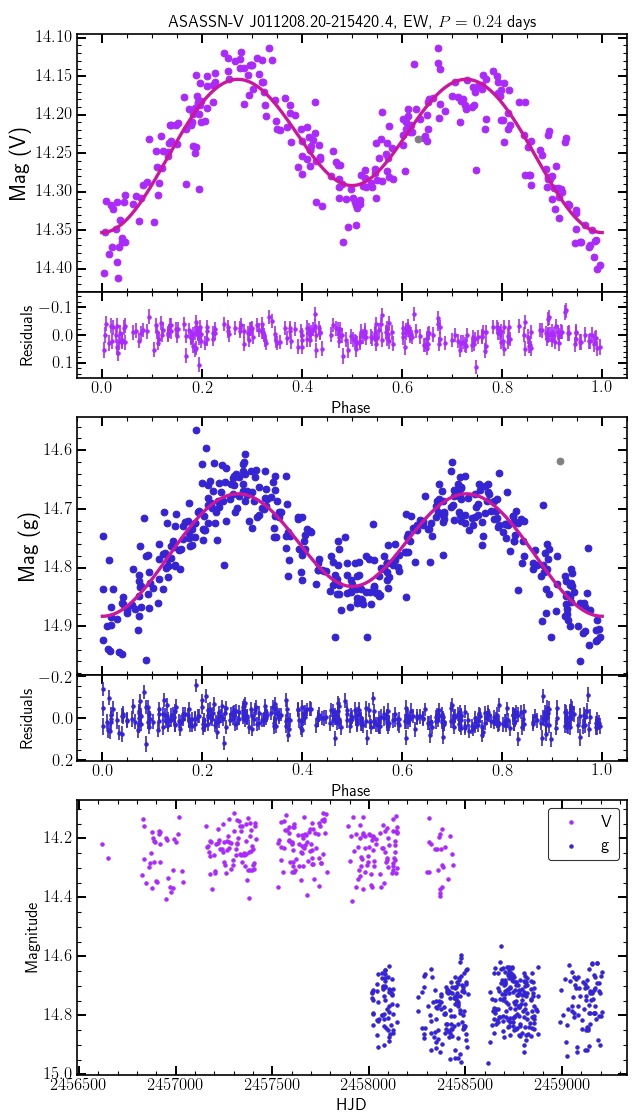 ASASSN-V J011208.20-215420.4, EW, P = 0.24 days
14.10
14.15
14.20
14.25
14.30
14.35
14.40
Mag (V)
−0.1
0.0
0.1
Residuals
0.0 0.2 0.4 0.6 0.8 1.0
Phase
14.6
14.7
14.8
14.9
Mag (g)
−0.2
0.0
0.2
Residuals
0.0 0.2 0.4 0.6 0.8 1.0
Phase
V
g
14.2
14.4
14.6
14.8
15.0
Magnitude
2456500 2457000 2457500 2458000 2458500 2459000
HJD